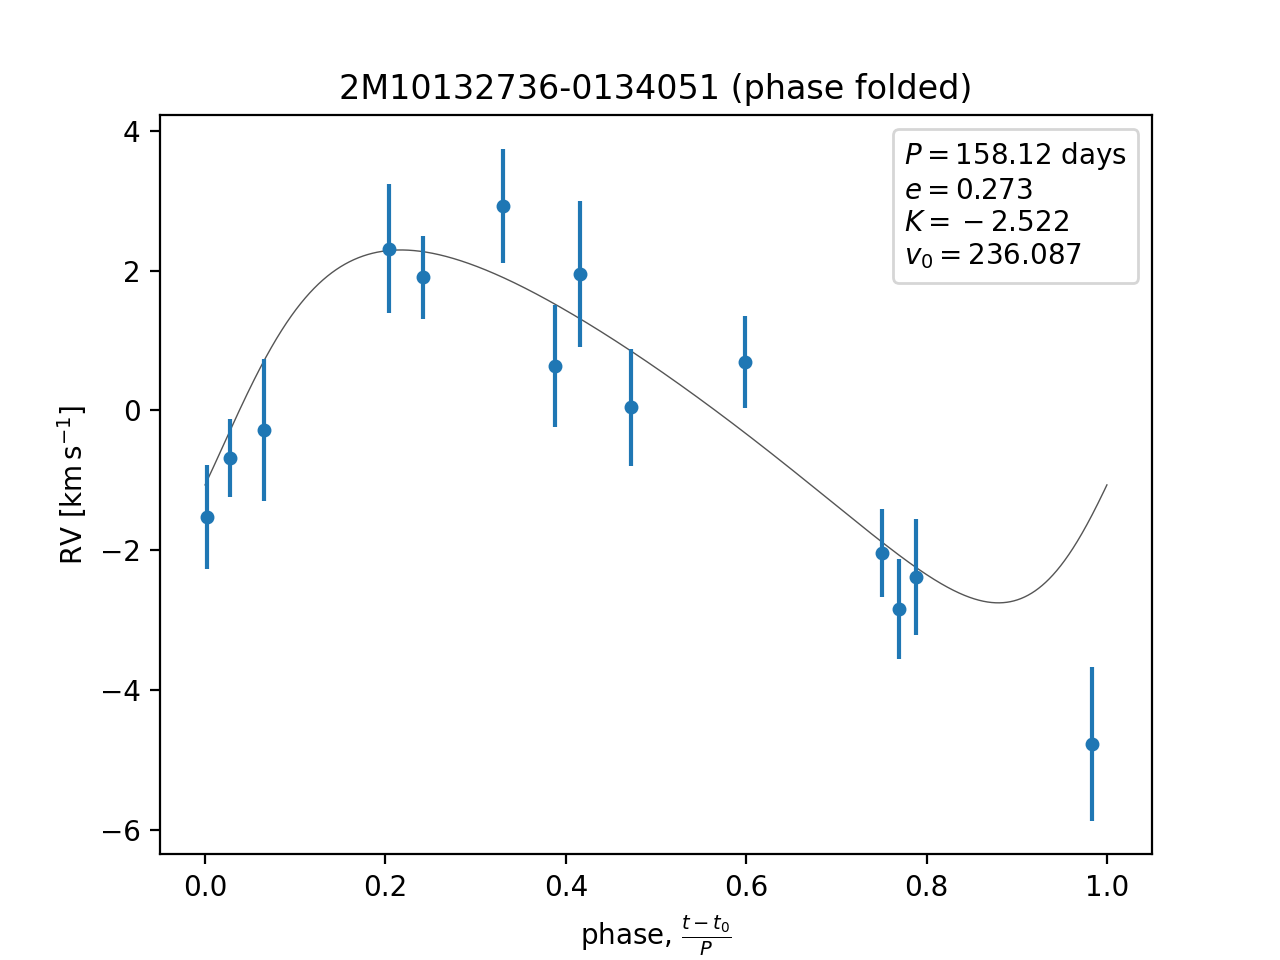 2M10132736-0134051 (phase folded)
P = 158.12 days
e = 0.273
K = −2.522
v₀ = 236.087
4
2
0
−2
−4
−6
RV [km s⁻¹]
0.0 0.2 0.4 0.6 0.8 1.0
phase, (t − t₀)/P